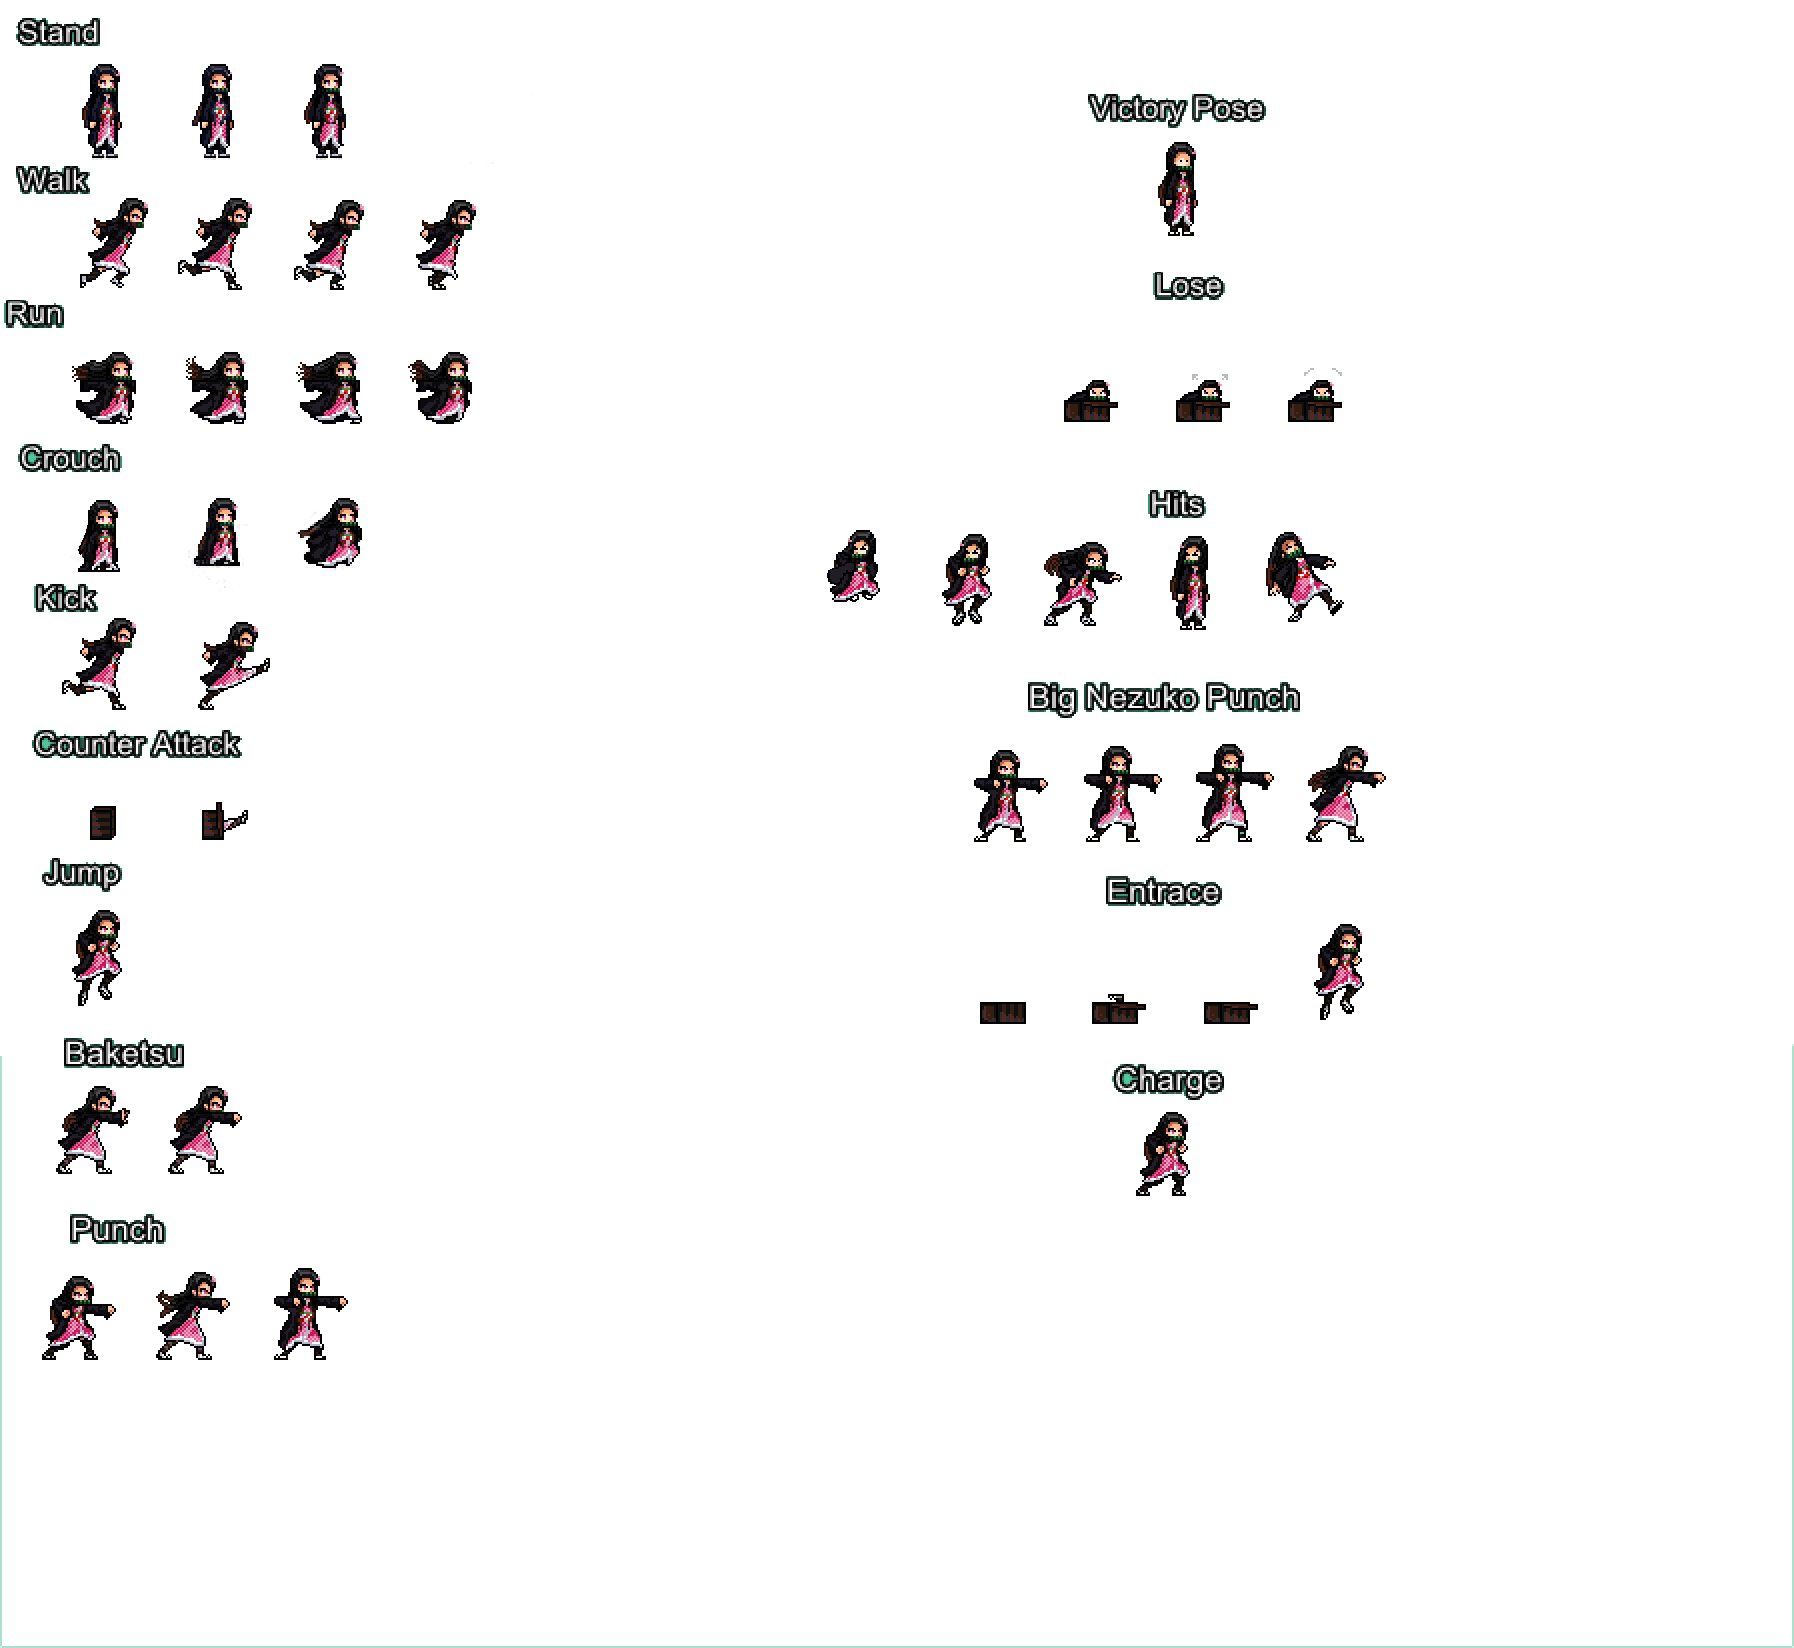 Stand
Walk
Run
Crouch
Kick
Counter Attack
Jump
Baketsu
Punch
Victory Pose
Lose
Hits
Big Nezuko Punch
Entrace
Charge